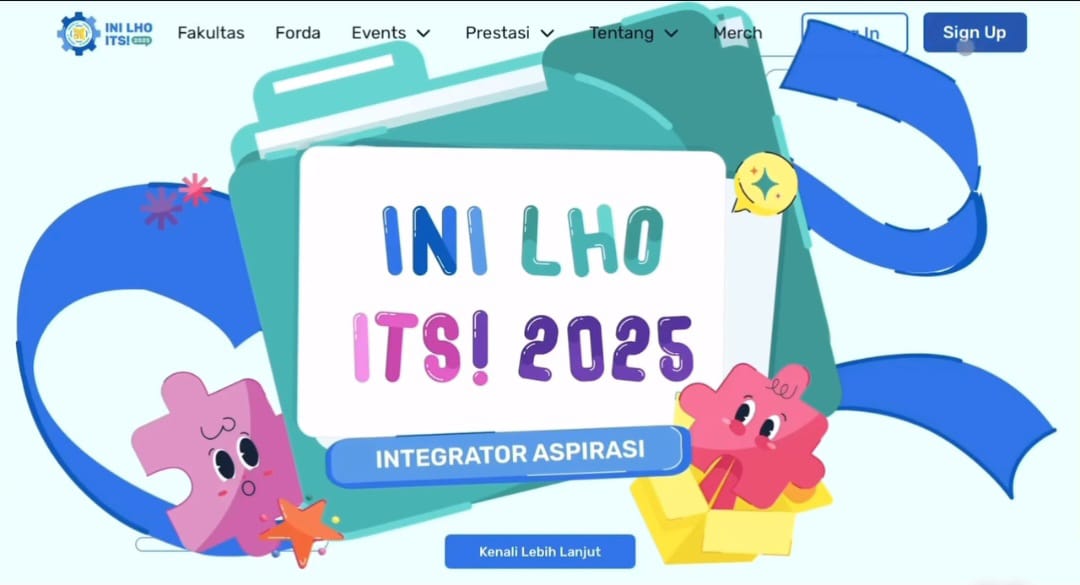 INI LHO
ITS! 2025
Fakultas
Forda
Events
Prestasi
Tentang
Merch
In
Sign Up
INI LHO
ITS! 2025
INTEGRATOR ASPIRASI
Kenali Lebih Lanjut